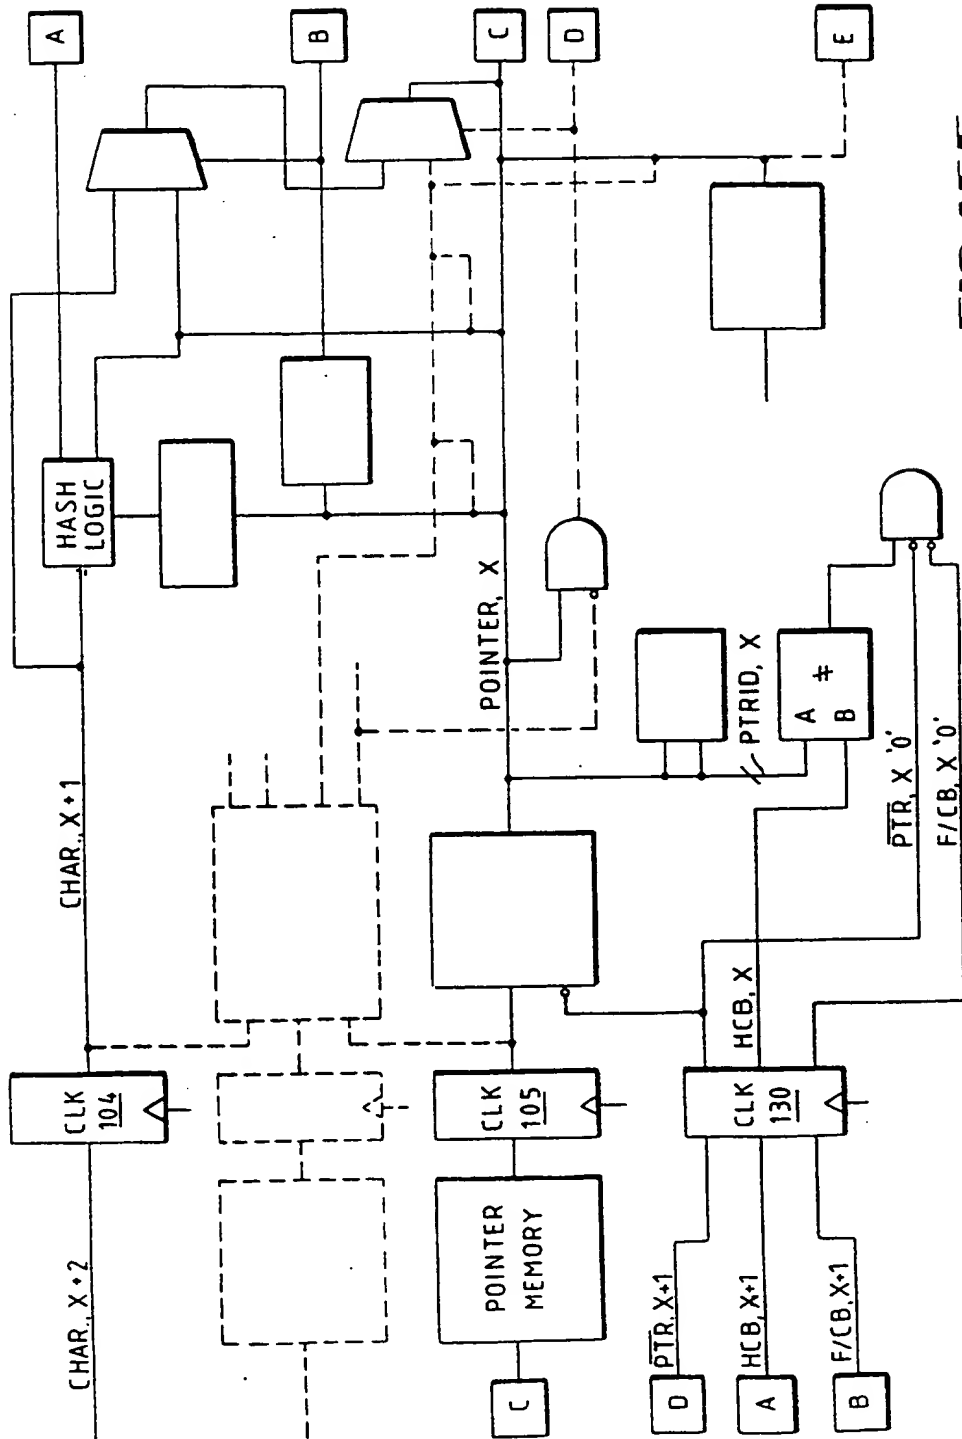 A
B
C
D
E
HASH
LOGIC
CHAR., X+1
CHAR., X+2
CLK
104
POINTER, X
CLK
105
POINTER
MEMORY
C
PTRID, X
A ≠
B
HCB, X
PTR, X '0'
F/CB, X '0'
CLK
130
PTR, X+1
HCB, X+1
F/CB, X+1
D
A
B